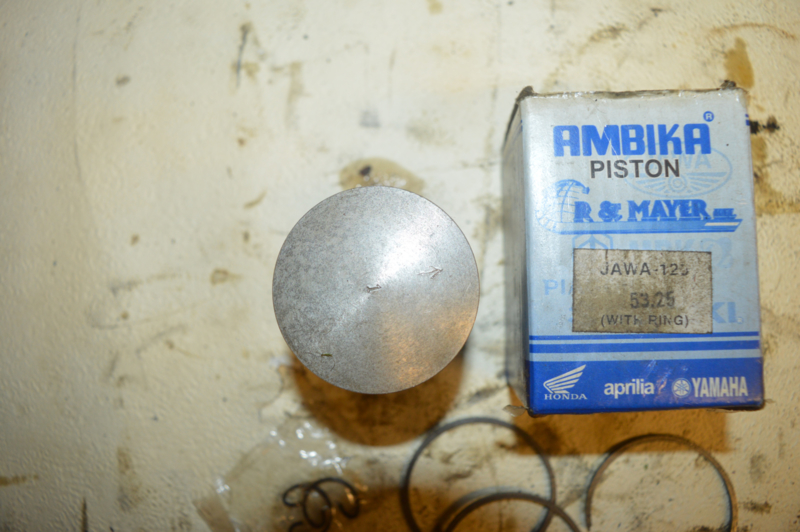 AMBIKA®
PISTON
R & MAYER
JAWA-125
53.25
(WITH RING)
HONDA aprilia YAMAHA